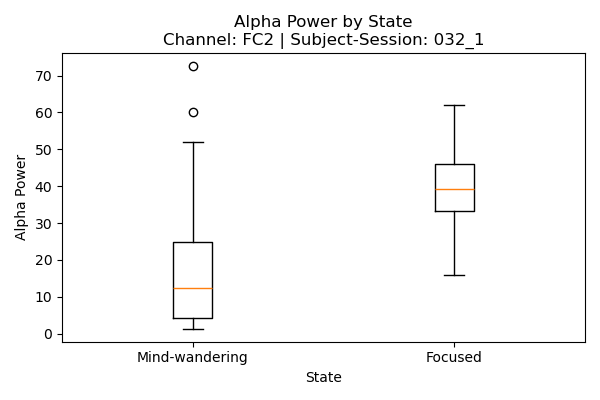 Alpha Power by State
Channel: FC2 | Subject-Session: 032_1
Alpha Power
70
60
50
40
30
20
10
0
Mind-wandering
Focused
State